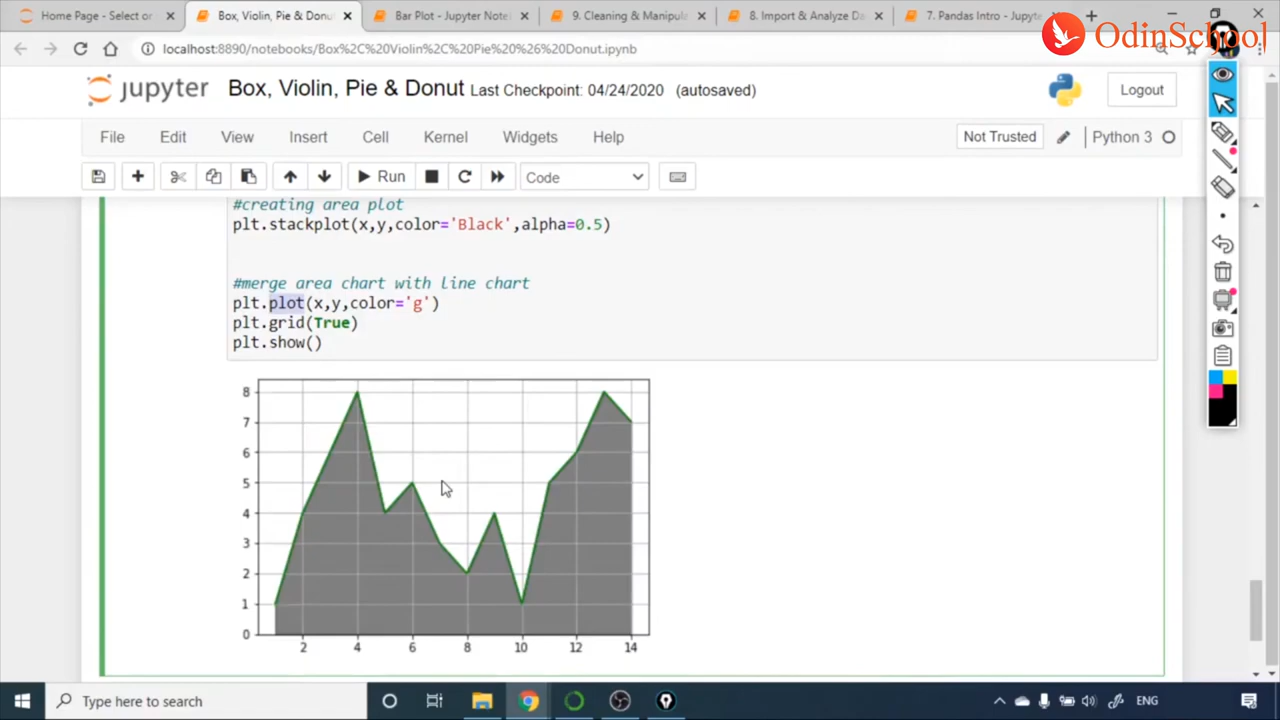 Home Page - Select or
Box, Violin, Pie & Donu
Bar Plot - Jupyter Note
9. Cleaning & Manipula
8. Import & Analyze Da
7. Pandas Intro - Jupyte
OdinSchool
localhost:8890/notebooks/Box%2C%20Violin%2C%20Pie%20%26%20Donut.ipynb
jupyter Box, Violin, Pie & Donut Last Checkpoint: 04/24/2020 (autosaved)
Logout
File Edit View Insert Cell Kernel Widgets Help
Not Trusted
Python 3
Run
Code
#creating area plot
plt.stackplot(x,y,color='Black',alpha=0.5)
#merge area chart with line chart
plt.plot(x,y,color='g')
plt.grid(True)
plt.show()
8
7
6
5
4
3
2
1
0
2 4 6 8 10 12 14
Type here to search
ENG